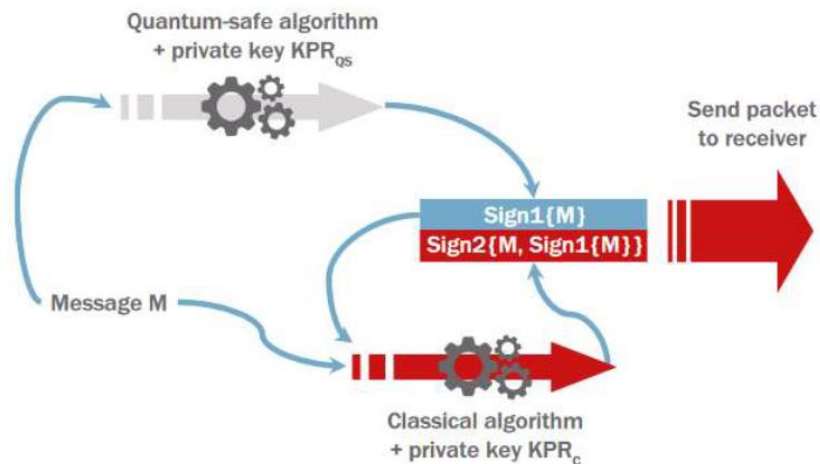 Quantum-safe algorithm
+ private key KPRQS
Send packet
to receiver
Sign1{M}
Sign2{M, Sign1{M}}
Message M
Classical algorithm
+ private key KPRc